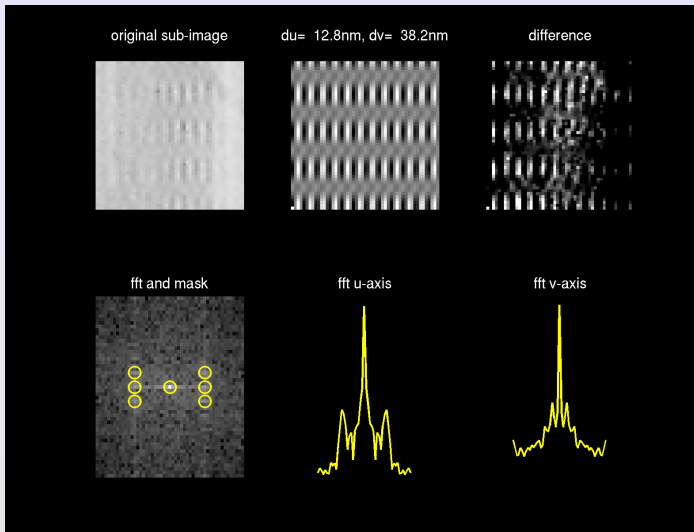 original sub-image
du=  12.8nm, dv=  38.2nm
difference
fft and mask
fft u-axis
fft v-axis